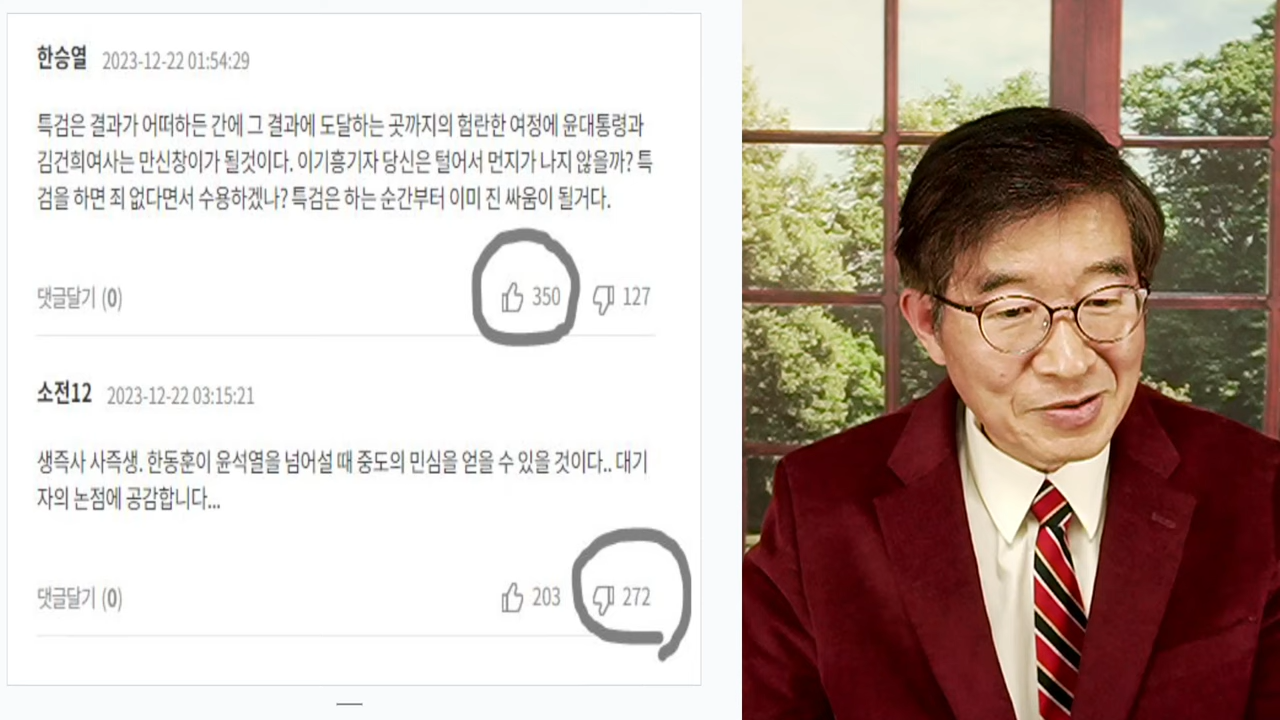 한승열 2023-12-22 01:54:29
특검은 결과가 어떠하든 간에 그 결과에 도달하는 곳까지의 험란한 여정에 윤대통령과
김건희여사는 만신창이가 될것이다. 이기흥기자 당신은 털어서 먼지가 나지 않을까? 특
검을 하면 죄 없다면서 수용하겠나? 특검은 하는 순간부터 이미 진 싸움이 될거다.
댓글달기 (0) 350 127
소전12 2023-12-22 03:15:21
생즉사 사즉생. 한동훈이 윤석열을 넘어설 때 중도의 민심을 얻을 수 있을 것이다.. 대기
자의 논점에 공감합니다...
댓글달기 (0) 203 272